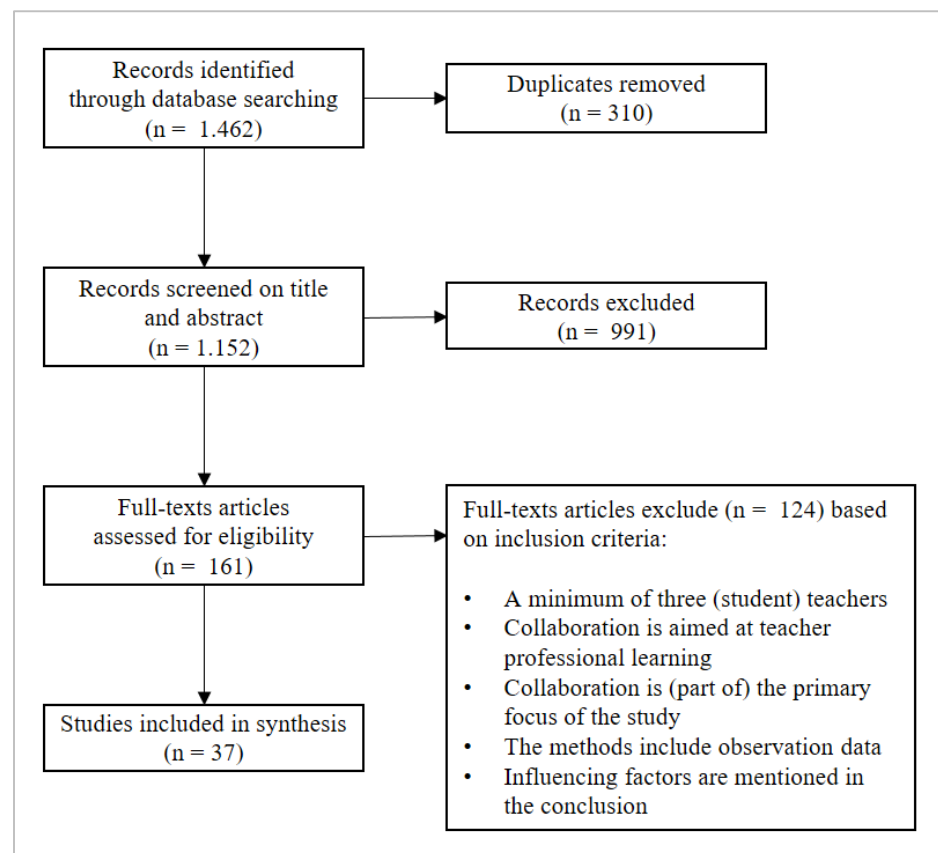 Records identified
through database searching
(n = 1.462)
Duplicates removed
(n = 310)
Records screened on title
and abstract
(n = 1.152)
Records excluded
(n = 991)
Full-texts articles
assessed for eligibility
(n = 161)
Full-texts articles exclude (n = 124) based
on inclusion criteria:
• A minimum of three (student) teachers
• Collaboration is aimed at teacher
professional learning
• Collaboration is (part of) the primary
focus of the study
• The methods include observation data
• Influencing factors are mentioned in
the conclusion
Studies included in synthesis
(n = 37)